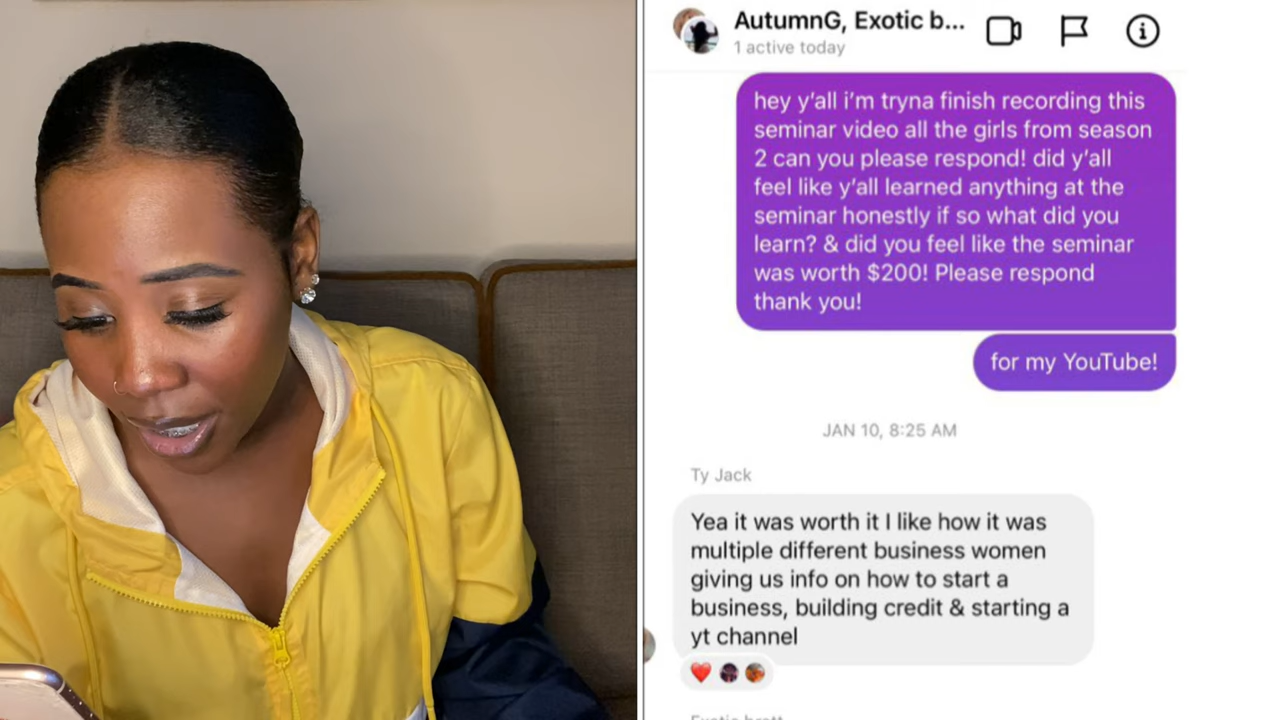 AutumnG, Exotic b...
1 active today
hey y'all i'm tryna finish recording this
seminar video all the girls from season
2 can you please respond! did y'all
feel like y'all learned anything at the
seminar honestly if so what did you
learn? & did you feel like the seminar
was worth $200! Please respond
thank you!
for my YouTube!
JAN 10, 8:25 AM
Ty Jack
Yea it was worth it I like how it was
multiple different business women
giving us info on how to start a
business, building credit & starting a
yt channel